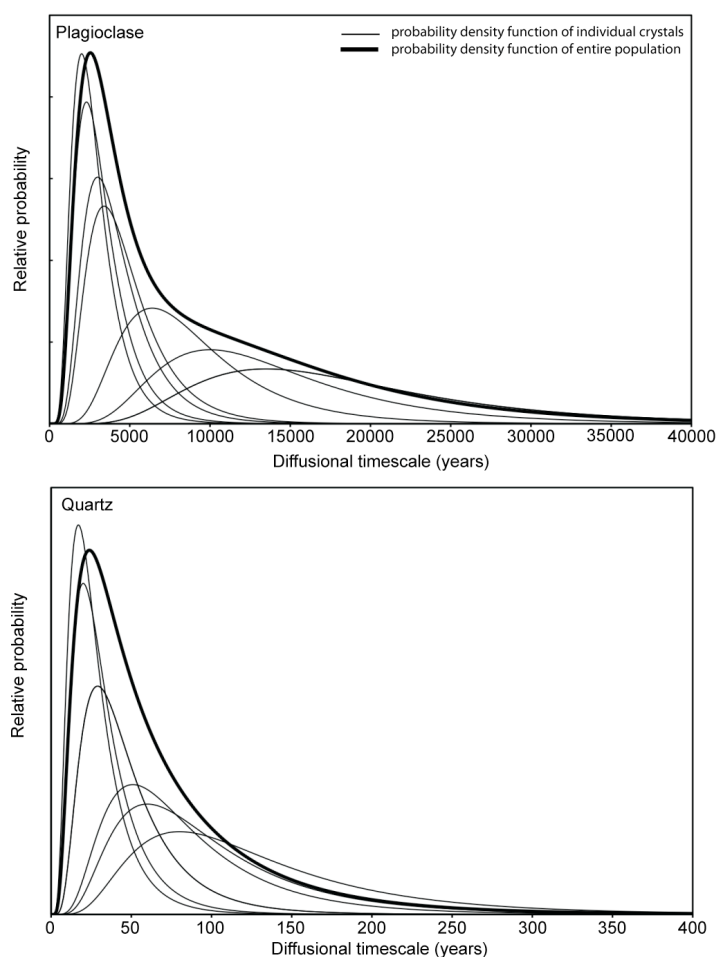 Plagioclase
probability density function of individual crystals
probability density function of entire population
Relative probability
0 5000 10000 15000 20000 25000 30000 35000 40000
Diffusional timescale (years)
Quartz
Relative probability
0 50 100 150 200 250 300 350 400
Diffusional timescale (years)